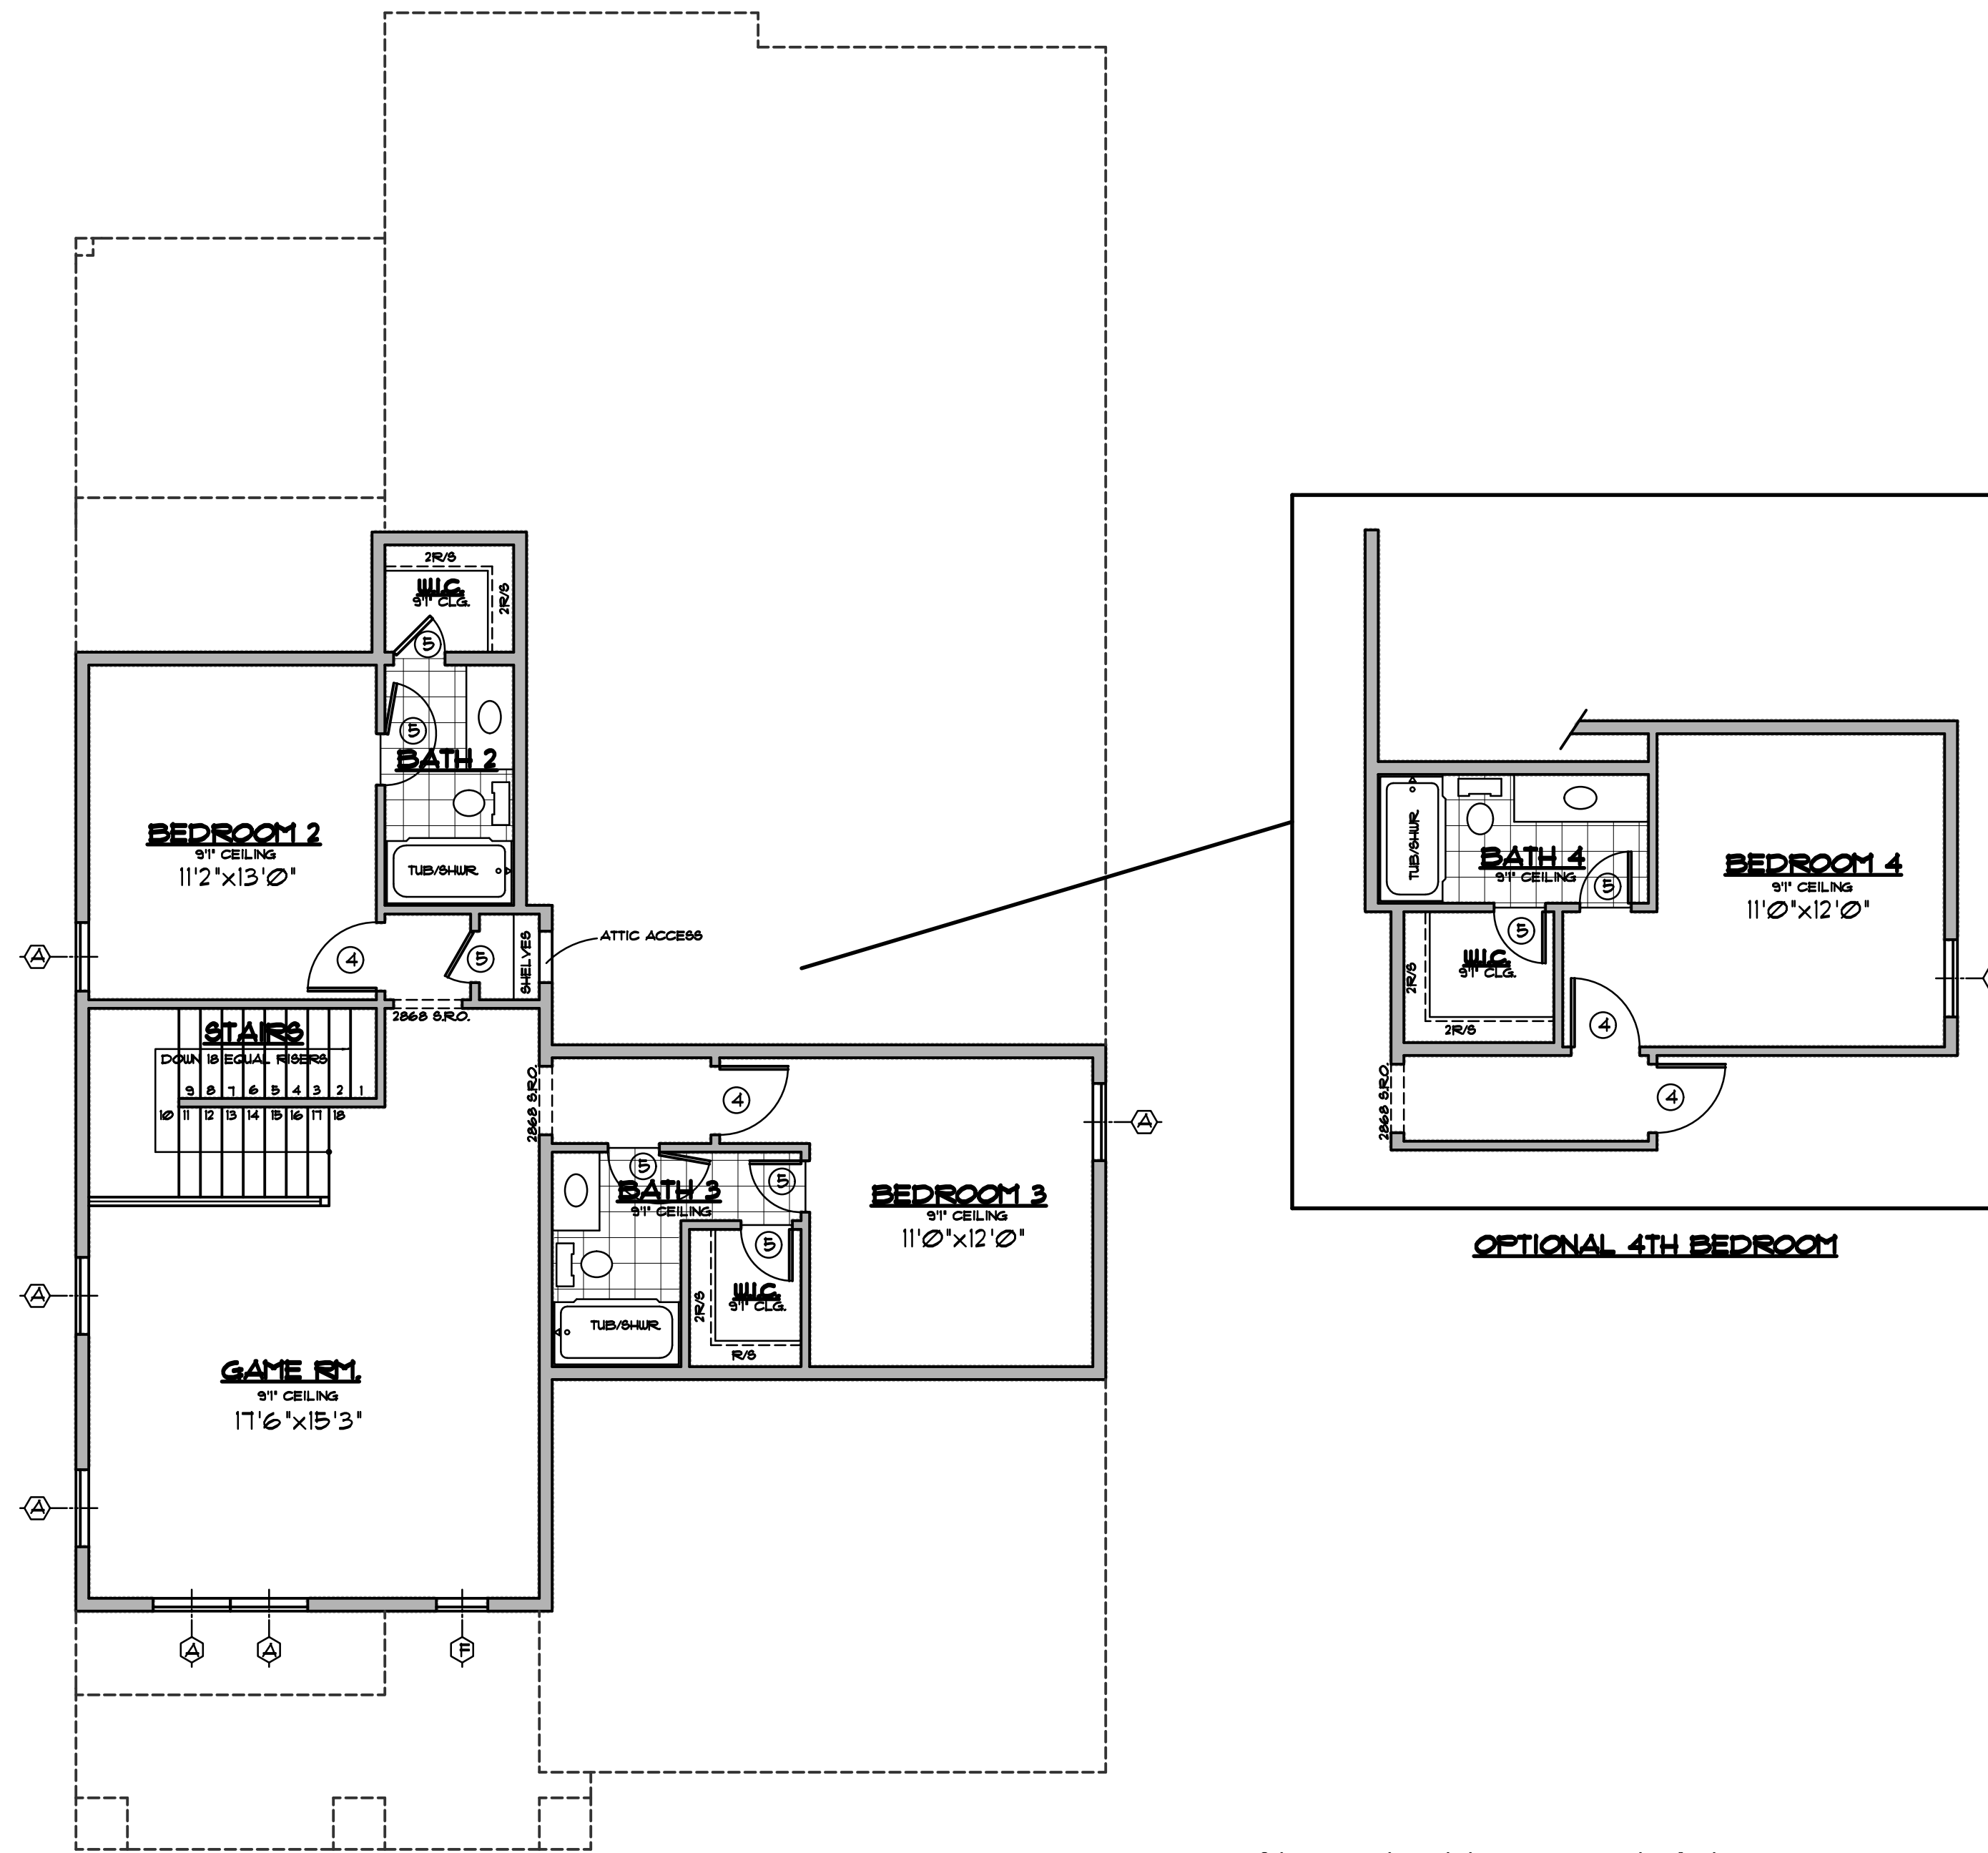 2R/S
2R/S
W.I.C.
9'1" CLG.
5
5
BATH 2
BEDROOM 2
9'1" CEILING
11'2"x13'0"
TUB/SHWR.
A
4
5
SHELVES
ATTIC ACCESS
2868 S.R.O.
STAIRS
DOWN 18 EQUAL RISERS
9 8 7 6 5 4 3 2 1
10 11 12 13 14 15 16 17 18
2868 S.R.O.
4
A
5
BATH 3
9'1" CEILING
5
BEDROOM 3
9'1" CEILING
11'0"x12'0"
5
W.I.C.
9'1" CLG.
2R/S
R/S
TUB/SHWR.
A
GAME RM.
9'1" CEILING
17'6"x15'3"
A
A
A
F
TUB/SHWR.
BATH 4
9'1" CEILING
5
BEDROOM 4
9'1" CEILING
11'0"x12'0"
5
W.I.C.
9'1" CLG.
2R/S
2R/S
4
4
2868 S.R.O.
OPTIONAL 4TH BEDROOM